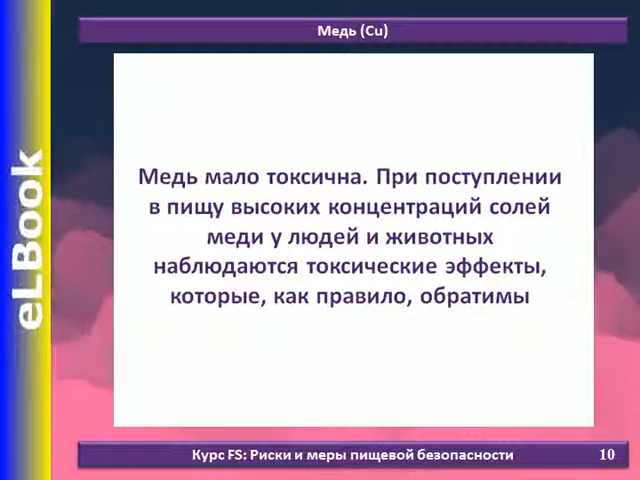 Медь (Cu)
Медь мало токсична. При поступлении
в пищу высоких концентраций солей
меди у людей и животных
наблюдаются токсические эффекты,
которые, как правило, обратимы
eLBook
Курс FS: Риски и меры пищевой безопасности 10